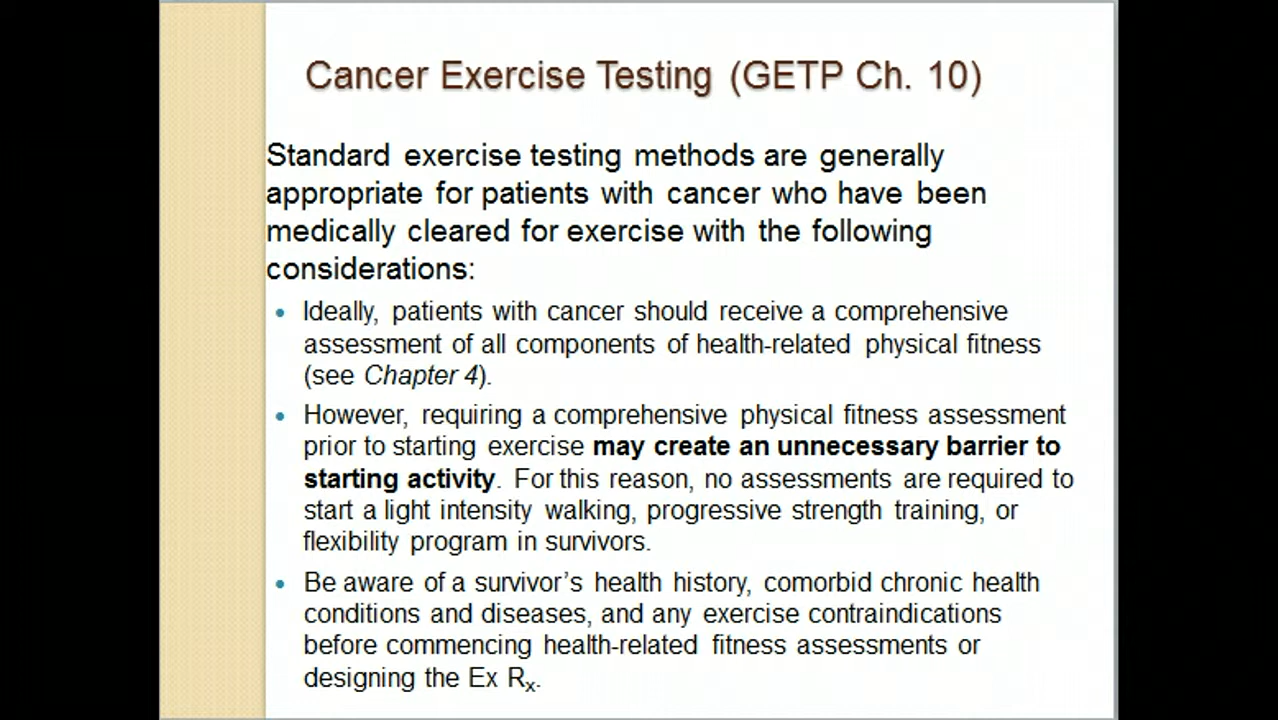 Cancer Exercise Testing (GETP Ch. 10)
Standard exercise testing methods are generally
appropriate for patients with cancer who have been
medically cleared for exercise with the following
considerations:
• Ideally, patients with cancer should receive a comprehensive
assessment of all components of health-related physical fitness
(see Chapter 4).
• However, requiring a comprehensive physical fitness assessment
prior to starting exercise may create an unnecessary barrier to
starting activity. For this reason, no assessments are required to
start a light intensity walking, progressive strength training, or
flexibility program in survivors.
• Be aware of a survivor’s health history, comorbid chronic health
conditions and diseases, and any exercise contraindications
before commencing health-related fitness assessments or
designing the Ex Rx.